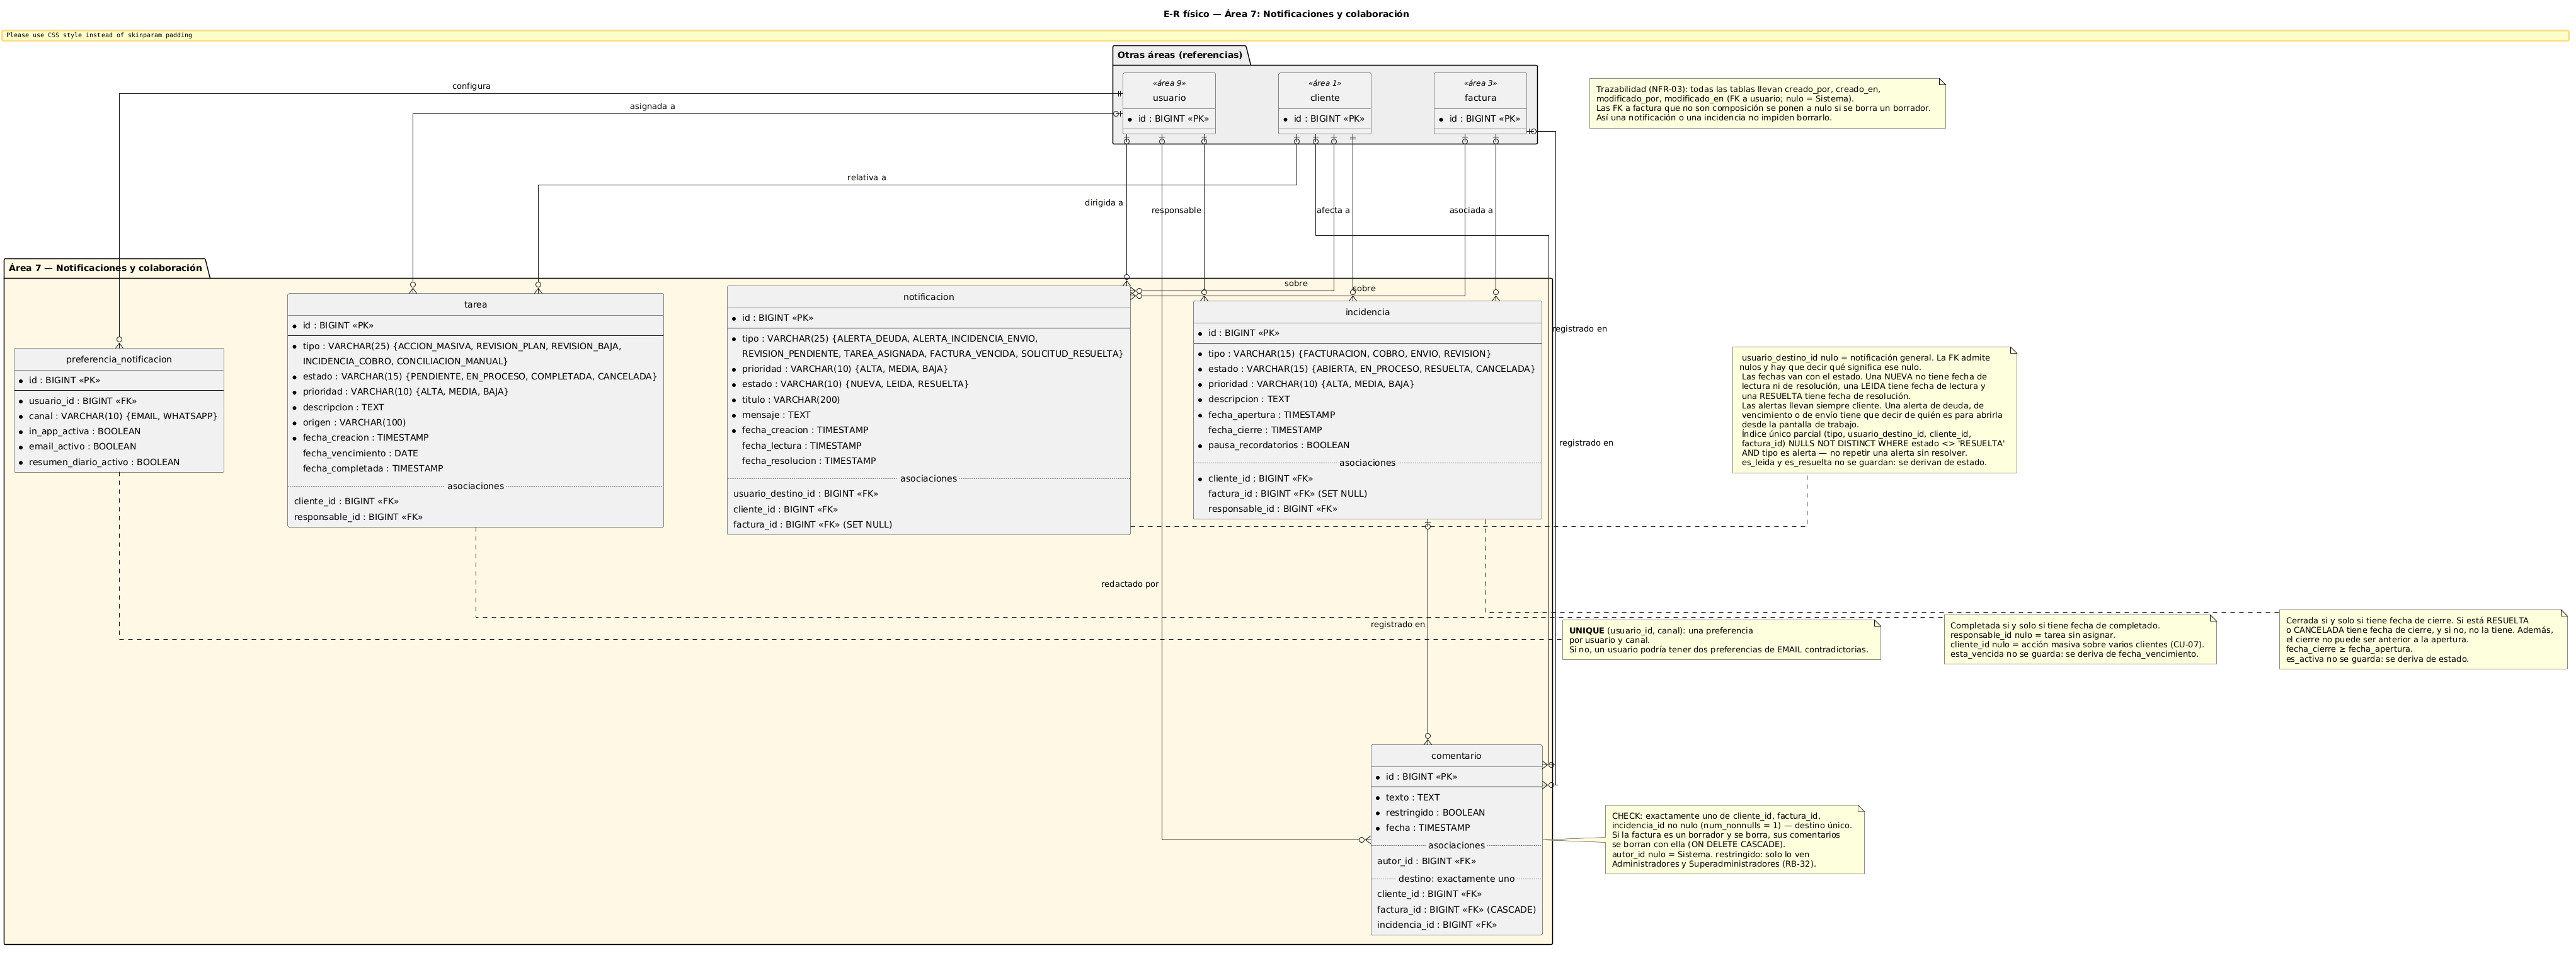 E-R físico — Área 7: Notificaciones y colaboración
Please use CSS style instead of skinparam padding
Otras áreas (referencias)
«área 9»
usuario
id : BIGINT «PK»
«área 1»
cliente
id : BIGINT «PK»
«área 3»
factura
id : BIGINT «PK»
Trazabilidad (NFR-03): todas las tablas llevan creado_por, creado_en,
modificado_por, modificado_en (FK a usuario; nulo = Sistema).
Las FK a factura que no son composición se ponen a nulo si se borra un borrador.
Así una notificación o una incidencia no impiden borrarlo.
configura
asignada a
relativa a
dirigida a
responsable
afecta a
asociada a
Área 7 — Notificaciones y colaboración
sobre
sobre
registrado en
registrado en
preferencia_notificacion
id : BIGINT «PK»
usuario_id : BIGINT «FK»
canal : VARCHAR(10) {EMAIL, WHATSAPP}
in_app_activa : BOOLEAN
email_activo : BOOLEAN
resumen_diario_activo : BOOLEAN
tarea
id : BIGINT «PK»
tipo : VARCHAR(25) {ACCION_MASIVA, REVISION_PLAN, REVISION_BAJA,
INCIDENCIA_COBRO, CONCILIACION_MANUAL}
estado : VARCHAR(15) {PENDIENTE, EN_PROCESO, COMPLETADA, CANCELADA}
prioridad : VARCHAR(10) {ALTA, MEDIA, BAJA}
descripcion : TEXT
origen : VARCHAR(100)
fecha_creacion : TIMESTAMP
fecha_vencimiento : DATE
fecha_completada : TIMESTAMP
asociaciones
cliente_id : BIGINT «FK»
responsable_id : BIGINT «FK»
notificacion
id : BIGINT «PK»
tipo : VARCHAR(25) {ALERTA_DEUDA, ALERTA_INCIDENCIA_ENVIO,
REVISION_PENDIENTE, TAREA_ASIGNADA, FACTURA_VENCIDA, SOLICITUD_RESUELTA}
prioridad : VARCHAR(10) {ALTA, MEDIA, BAJA}
estado : VARCHAR(10) {NUEVA, LEIDA, RESUELTA}
titulo : VARCHAR(200)
mensaje : TEXT
fecha_creacion : TIMESTAMP
fecha_lectura : TIMESTAMP
fecha_resolucion : TIMESTAMP
asociaciones
usuario_destino_id : BIGINT «FK»
cliente_id : BIGINT «FK»
factura_id : BIGINT «FK» (SET NULL)
incidencia
id : BIGINT «PK»
tipo : VARCHAR(15) {FACTURACION, COBRO, ENVIO, REVISION}
estado : VARCHAR(15) {ABIERTA, EN_PROCESO, RESUELTA, CANCELADA}
prioridad : VARCHAR(10) {ALTA, MEDIA, BAJA}
descripcion : TEXT
fecha_apertura : TIMESTAMP
fecha_cierre : TIMESTAMP
pausa_recordatorios : BOOLEAN
asociaciones
cliente_id : BIGINT «FK»
factura_id : BIGINT «FK» (SET NULL)
responsable_id : BIGINT «FK»
usuario_destino_id nulo = notificación general. La FK admite
nulos y hay que decir qué significa ese nulo.
Las fechas van con el estado. Una NUEVA no tiene fecha de
lectura ni de resolución, una LEIDA tiene fecha de lectura y
una RESUELTA tiene fecha de resolución.
Las alertas llevan siempre cliente. Una alerta de deuda, de
vencimiento o de envío tiene que decir de quién es para abrirla
desde la pantalla de trabajo.
Índice único parcial (tipo, usuario_destino_id, cliente_id,
factura_id) NULLS NOT DISTINCT WHERE estado <> 'RESUELTA'
AND tipo es alerta — no repetir una alerta sin resolver.
es_leida y es_resuelta no se guardan: se derivan de estado.
redactado por
registrado en
UNIQUE (usuario_id, canal): una preferencia
por usuario y canal.
Si no, un usuario podría tener dos preferencias de EMAIL contradictorias.
Completada si y solo si tiene fecha de completado.
responsable_id nulo = tarea sin asignar.
cliente_id nulo = acción masiva sobre varios clientes (CU-07).
esta_vencida no se guarda: se deriva de fecha_vencimiento.
Cerrada si y solo si tiene fecha de cierre. Si está RESUELTA
o CANCELADA tiene fecha de cierre, y si no, no la tiene. Además,
el cierre no puede ser anterior a la apertura.
fecha_cierre ≥ fecha_apertura.
es_activa no se guarda: se deriva de estado.
comentario
id : BIGINT «PK»
texto : TEXT
restringido : BOOLEAN
fecha : TIMESTAMP
asociaciones
autor_id : BIGINT «FK»
destino: exactamente uno
cliente_id : BIGINT «FK»
factura_id : BIGINT «FK» (CASCADE)
incidencia_id : BIGINT «FK»
CHECK: exactamente uno de cliente_id, factura_id,
incidencia_id no nulo (num_nonnulls = 1) — destino único.
Si la factura es un borrador y se borra, sus comentarios
se borran con ella (ON DELETE CASCADE).
autor_id nulo = Sistema. restringido: solo lo ven
Administradores y Superadministradores (RB-32).